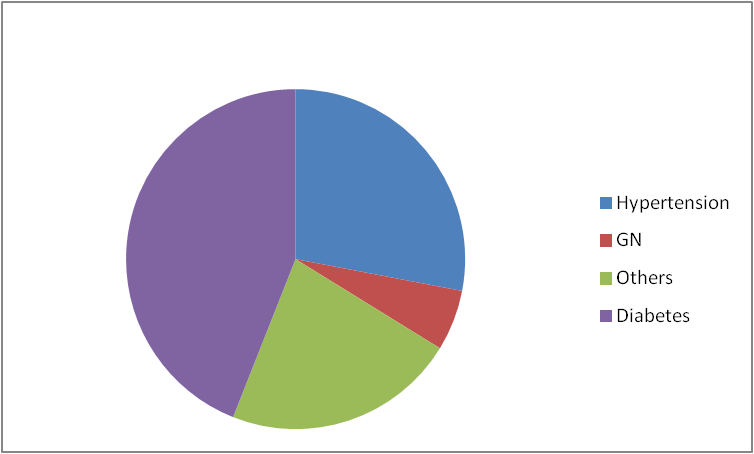 Hypertension
GN
Others
Diabetes